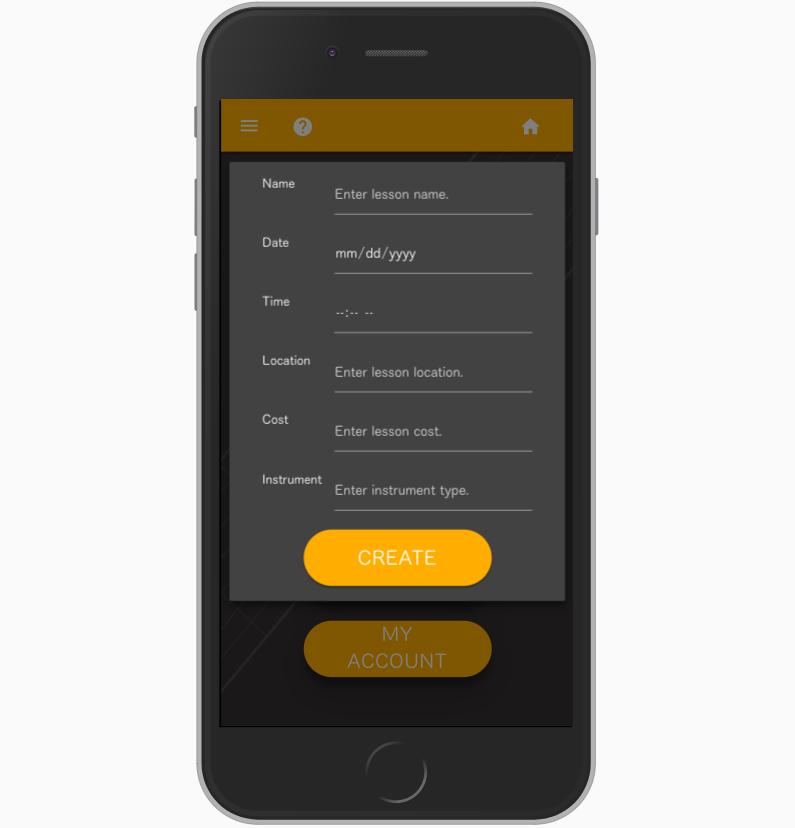 Name
Enter lesson name.
Date
mm/dd/yyyy
Time
--:-- --
Location
Enter lesson location.
Cost
Enter lesson cost.
Instrument
Enter instrument type.
CREATE
MY
ACCOUNT